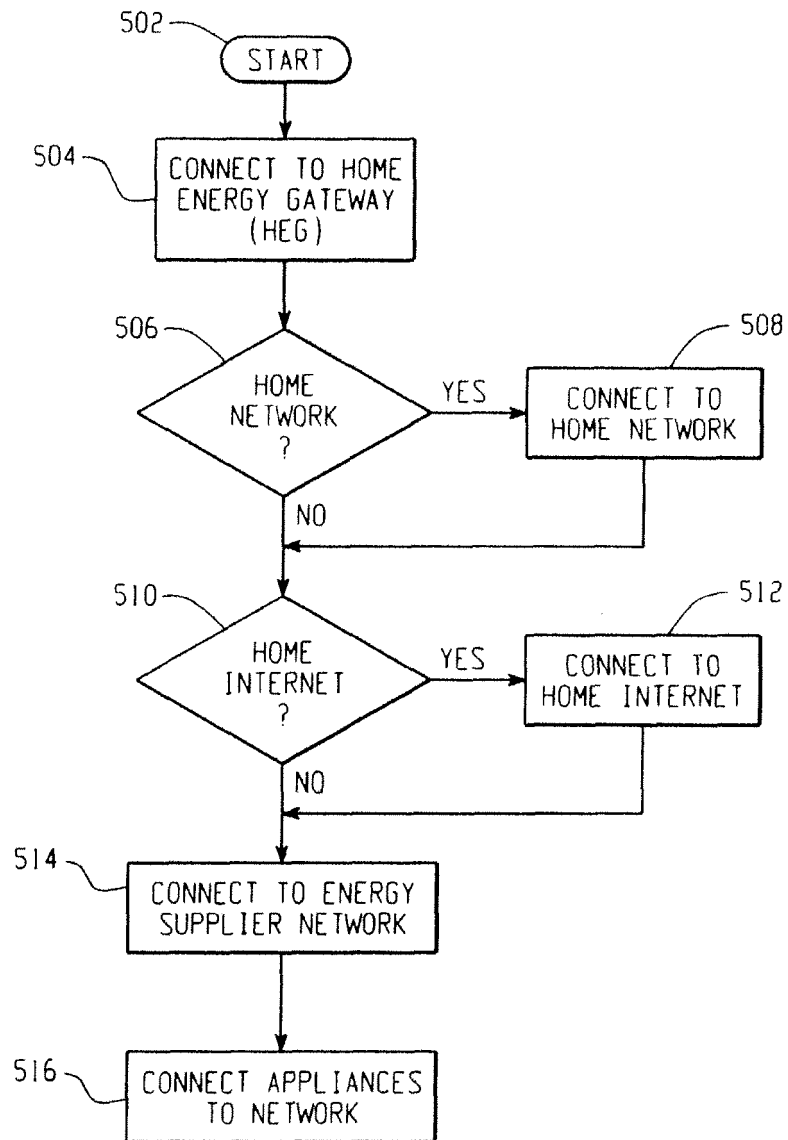 502
START
504
CONNECT TO HOME
ENERGY GATEWAY
(HEG)
506
HOME
NETWORK
?
YES
508
CONNECT TO
HOME NETWORK
NO
510
HOME
INTERNET
?
YES
512
CONNECT TO
HOME INTERNET
NO
514
CONNECT TO ENERGY
SUPPLIER NETWORK
516
CONNECT APPLIANCES
TO NETWORK